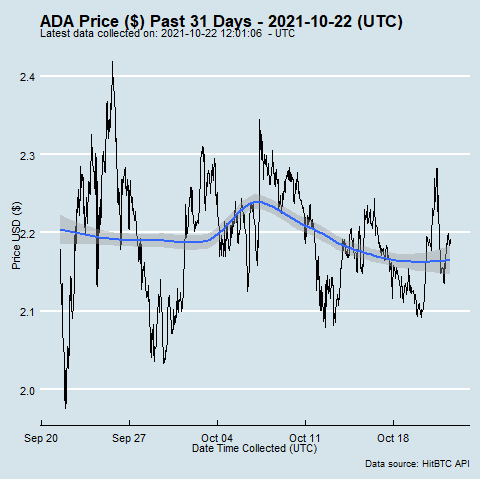 ADA Price ($) Past 31 Days - 2021-10-22 (UTC)
Latest data collected on: 2021-10-22 12:01:06 - UTC
Price USD ($)
2.4
2.3
2.2
2.1
2.0
Sep 20 Sep 27 Oct 04 Oct 11 Oct 18
Date Time Collected (UTC)
Data source: HitBTC API